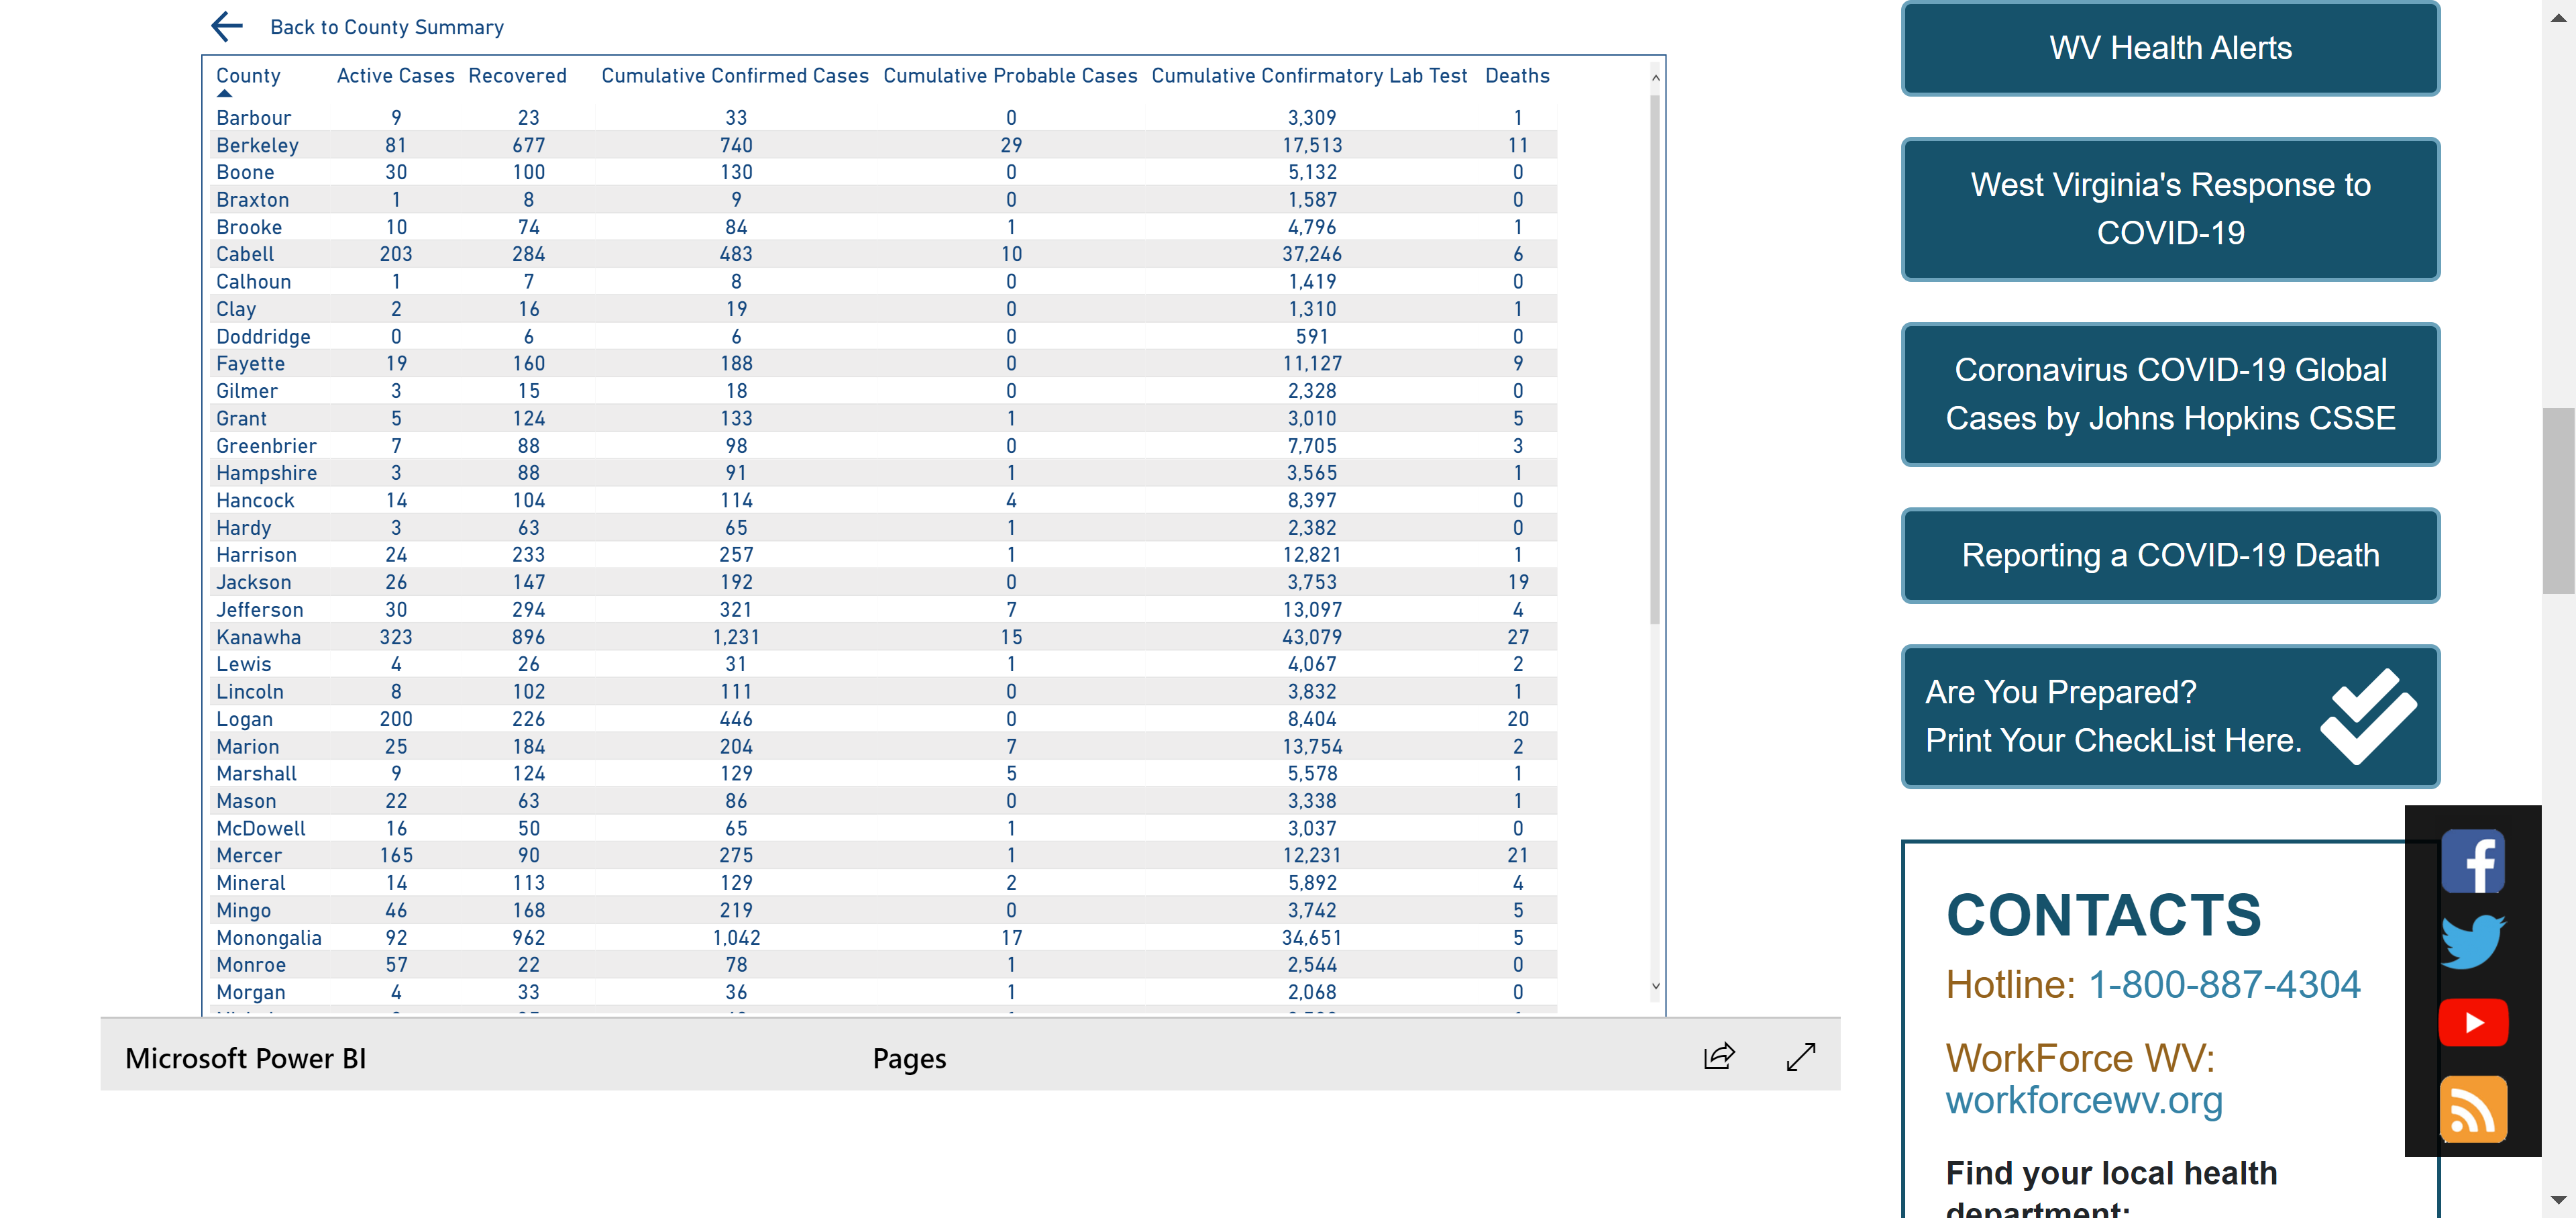 Back to County Summary
County Active Cases Recovered Cumulative Confirmed Cases Cumulative Probable Cases Cumulative Confirmatory Lab Test Deaths
Barbour 9 23 33 0 3,309 1
Berkeley 81 677 740 29 17,513 11
Boone 30 100 130 0 5,132 0
Braxton 1 8 9 0 1,587 0
Brooke 10 74 84 1 4,796 1
Cabell 203 284 483 10 37,246 6
Calhoun 1 7 8 0 1,419 0
Clay 2 16 19 0 1,310 1
Doddridge 0 6 6 0 591 0
Fayette 19 160 188 0 11,127 9
Gilmer 3 15 18 0 2,328 0
Grant 5 124 133 1 3,010 5
Greenbrier 7 88 98 0 7,705 3
Hampshire 3 88 91 1 3,565 1
Hancock 14 104 114 4 8,397 0
Hardy 3 63 65 1 2,382 0
Harrison 24 233 257 1 12,821 1
Jackson 26 147 192 0 3,753 19
Jefferson 30 294 321 7 13,097 4
Kanawha 323 896 1,231 15 43,079 27
Lewis 4 26 31 1 4,067 2
Lincoln 8 102 111 0 3,832 1
Logan 200 226 446 0 8,404 20
Marion 25 184 204 7 13,754 2
Marshall 9 124 129 5 5,578 1
Mason 22 63 86 0 3,338 1
McDowell 16 50 65 1 3,037 0
Mercer 165 90 275 1 12,231 21
Mineral 14 113 129 2 5,892 4
Mingo 46 168 219 0 3,742 5
Monongalia 92 962 1,042 17 34,651 5
Monroe 57 22 78 1 2,544 0
Morgan 4 33 36 1 2,068 0
Microsoft Power BI Pages
WV Health Alerts
West Virginia's Response to
COVID-19
Coronavirus COVID-19 Global
Cases by Johns Hopkins CSSE
Reporting a COVID-19 Death
Are You Prepared?
Print Your CheckList Here.
CONTACTS
Hotline: 1-800-887-4304
WorkForce WV:
workforcewv.org
Find your local health
department: